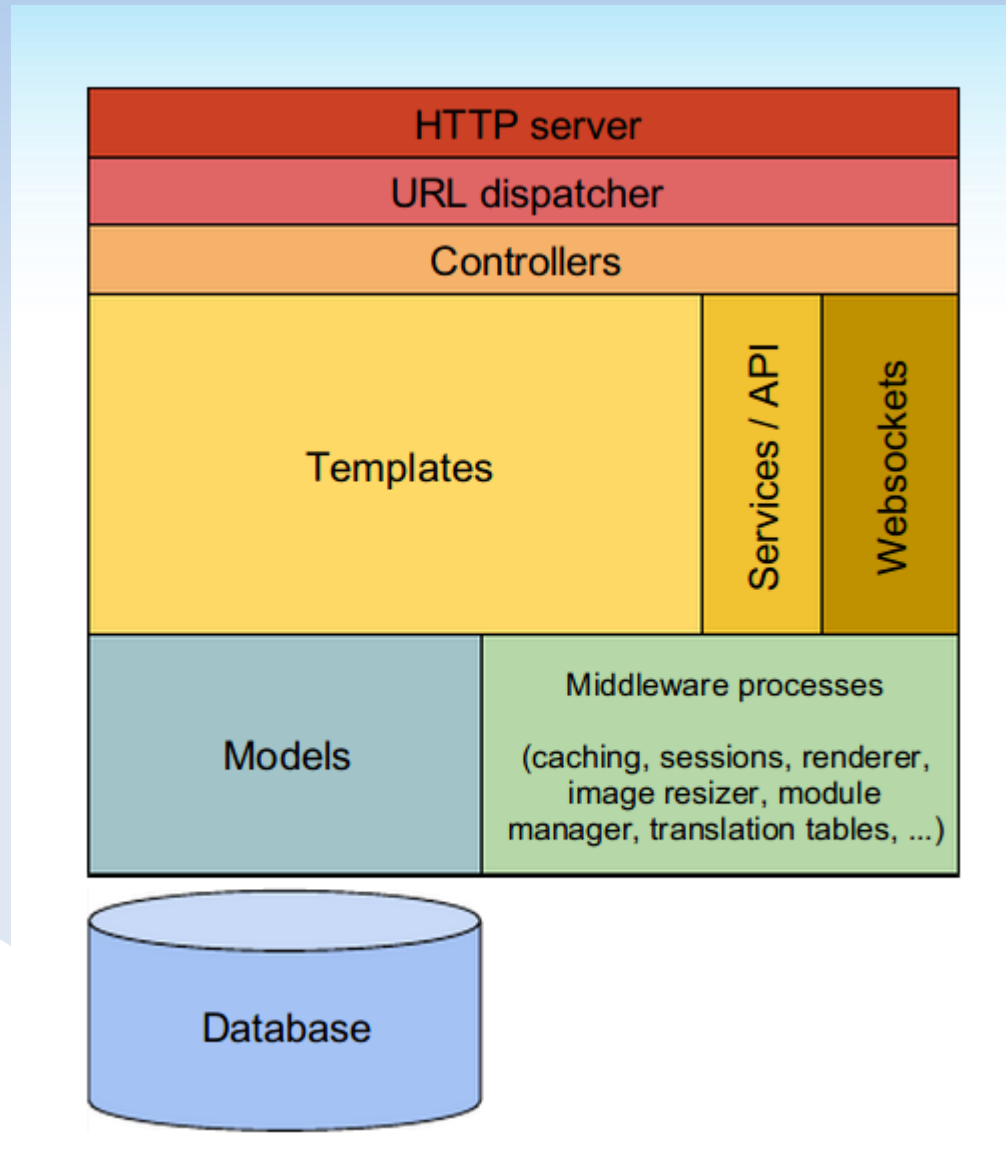 HTTP server
URL dispatcher
Controllers
Templates
Services / API
Websockets
Models
Middleware processes
(caching, sessions, renderer,
image resizer, module
manager, translation tables, ...)
Database